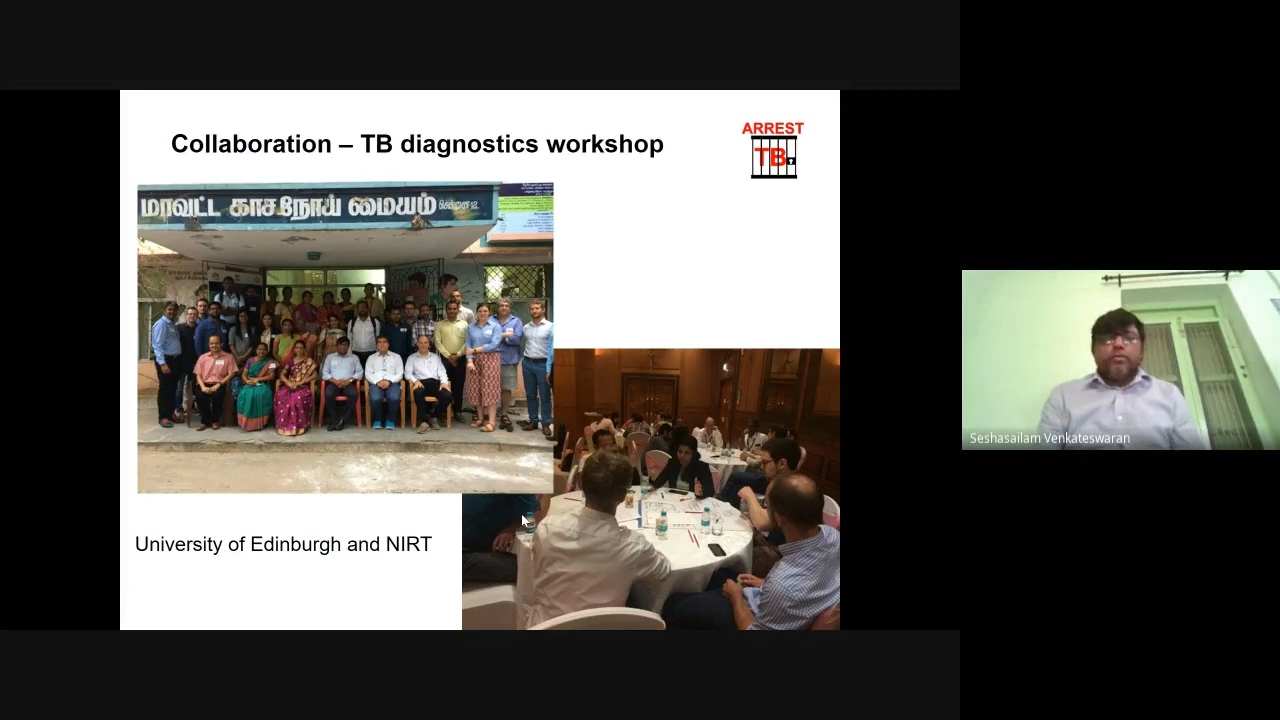 Collaboration – TB diagnostics workshop
ARREST
TB
மாவட்ட காசநோய் மையம்
University of Edinburgh and NIRT
Seshasailam Venkateswaran